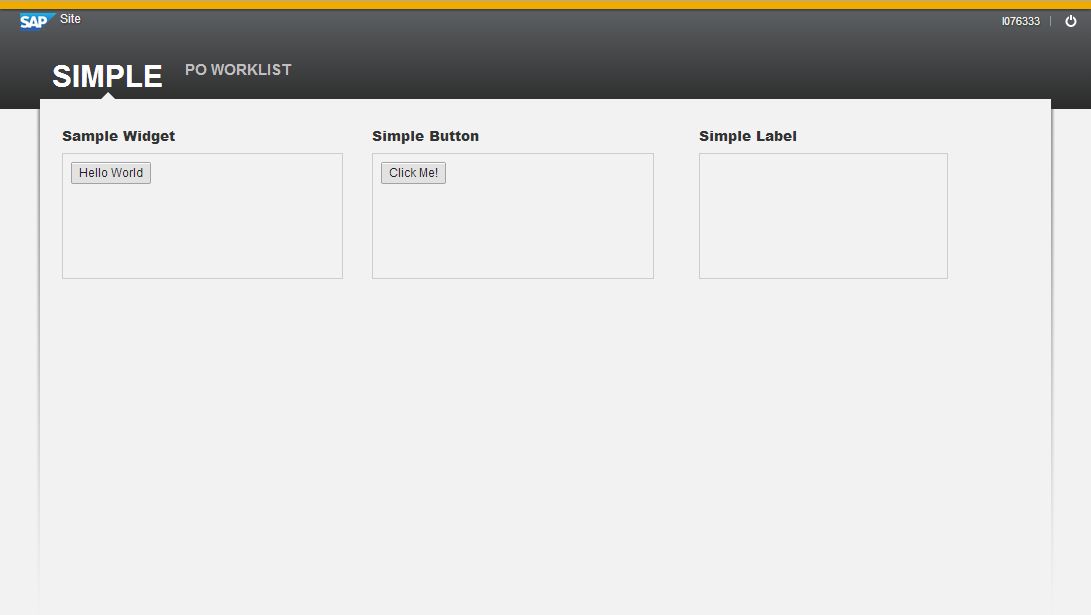 SAP Site
I076333
SIMPLE
PO WORKLIST
Sample Widget
Simple Button
Simple Label
Hello World
Click Me!